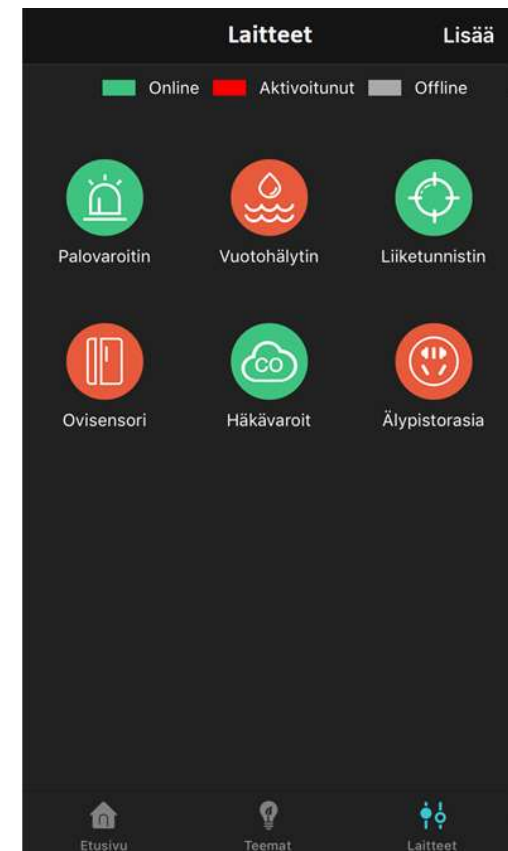 Laitteet Lisää
Online Aktivoitunut Offline
Palovaroitin Vuotohälytin Liiketunnistin
CO
Ovisensori Häkävaroit Älypistorasia
Etusivu Teemat Laitteet